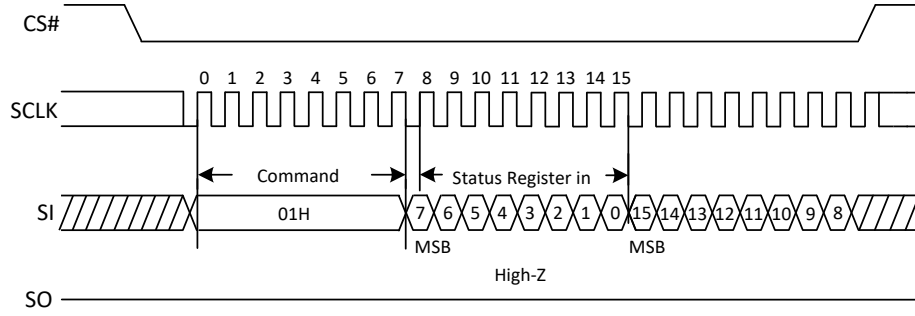 CS#
0 1 2 3 4 5 6 7 8 9 10 11 12 13 14 15
SCLK
Command Status Register in
SI 01H 7 6 5 4 3 2 1 0 15 14 13 12 11 10 9 8
MSB MSB
High-Z
SO